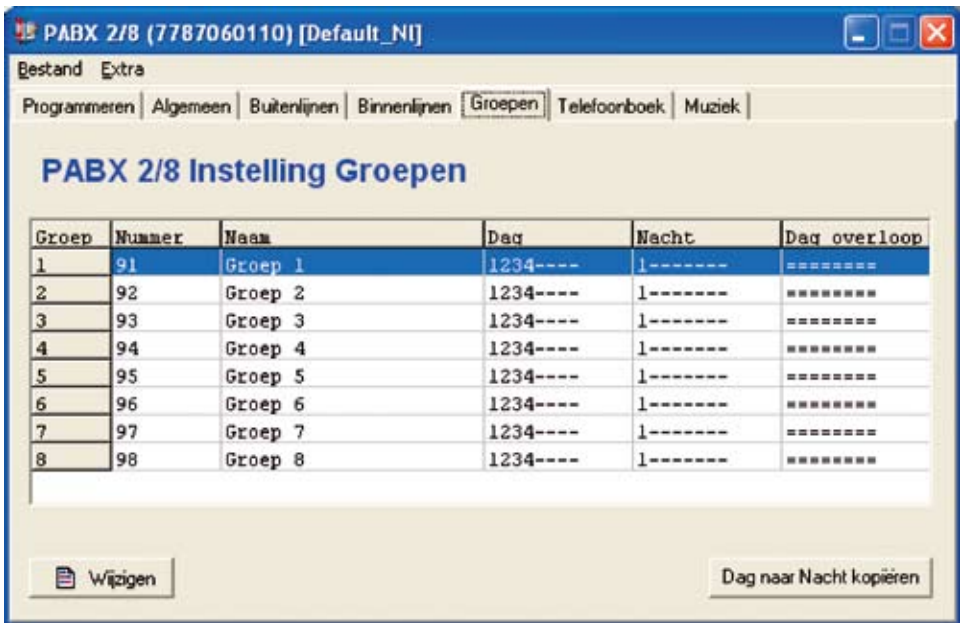 PABX 2/8 (7787060110) [Default_Nl]
Bestand Extra
Programmeren Algemeen Buitenlijnen Binnenlijnen Groepen Telefoonboek Muziek
PABX 2/8 Instelling Groepen
Groep Nummer Naam Dag Nacht Dag overloop
1 91 Groep 1 1234---- 1------- ========
2 92 Groep 2 1234---- 1------- ========
3 93 Groep 3 1234---- 1------- ========
4 94 Groep 4 1234---- 1------- ========
5 95 Groep 5 1234---- 1------- ========
6 96 Groep 6 1234---- 1------- ========
7 97 Groep 7 1234---- 1------- ========
8 98 Groep 8 1234---- 1------- ========
Wijzigen Dag naar Nacht kopiëren